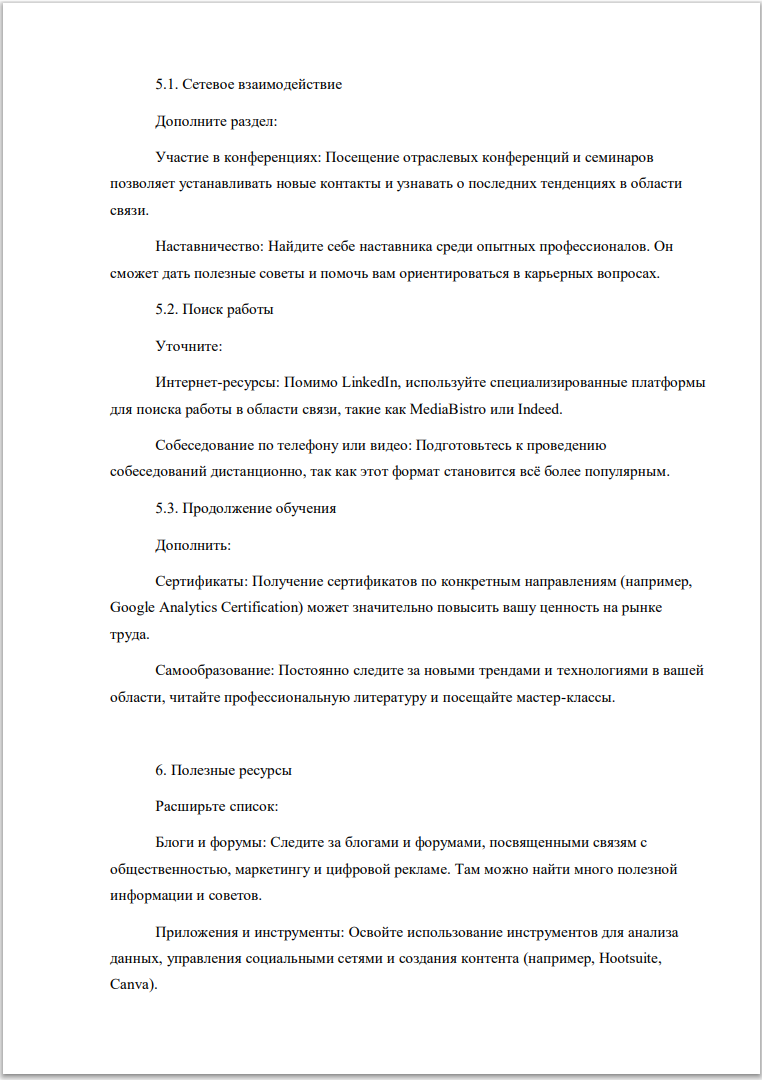 5.1. Сетевое взаимодействие
Дополните раздел:
Участие в конференциях: Посещение отраслевых конференций и семинаров
позволяет устанавливать новые контакты и узнавать о последних тенденциях в области
связи.
Наставничество: Найдите себе наставника среди опытных профессионалов. Он
сможет дать полезные советы и помочь вам ориентироваться в карьерных вопросах.
5.2. Поиск работы
Уточните:
Интернет-ресурсы: Помимо LinkedIn, используйте специализированные платформы
для поиска работы в области связи, такие как MediaBistro или Indeed.
Собеседование по телефону или видео: Подготовьтесь к проведению
собеседований дистанционно, так как этот формат становится всё более популярным.
5.3. Продолжение обучения
Дополнить:
Сертификаты: Получение сертификатов по конкретным направлениям (например,
Google Analytics Certification) может значительно повысить вашу ценность на рынке
труда.
Самообразование: Постоянно следите за новыми трендами и технологиями в вашей
области, читайте профессиональную литературу и посещайте мастер-классы.
6. Полезные ресурсы
Расширьте список:
Блоги и форумы: Следите за блогами и форумами, посвященными связям с
общественностью, маркетингу и цифровой рекламе. Там можно найти много полезной
информации и советов.
Приложения и инструменты: Освойте использование инструментов для анализа
данных, управления социальными сетями и создания контента (например, Hootsuite,
Canva).